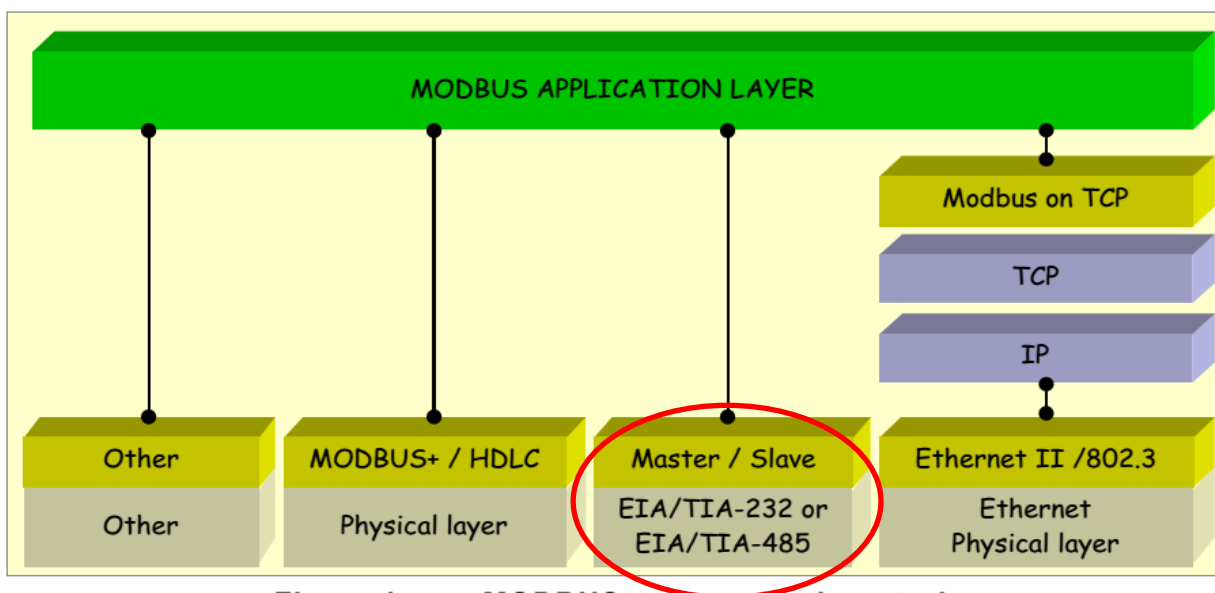 MODBUS APPLICATION LAYER
Modbus on TCP
TCP
IP
Other
MODBUS+ / HDLC
Master / Slave
Ethernet II /802.3
Other
Physical layer
EIA/TIA-232 or
EIA/TIA-485
Ethernet
Physical layer
MODBUS